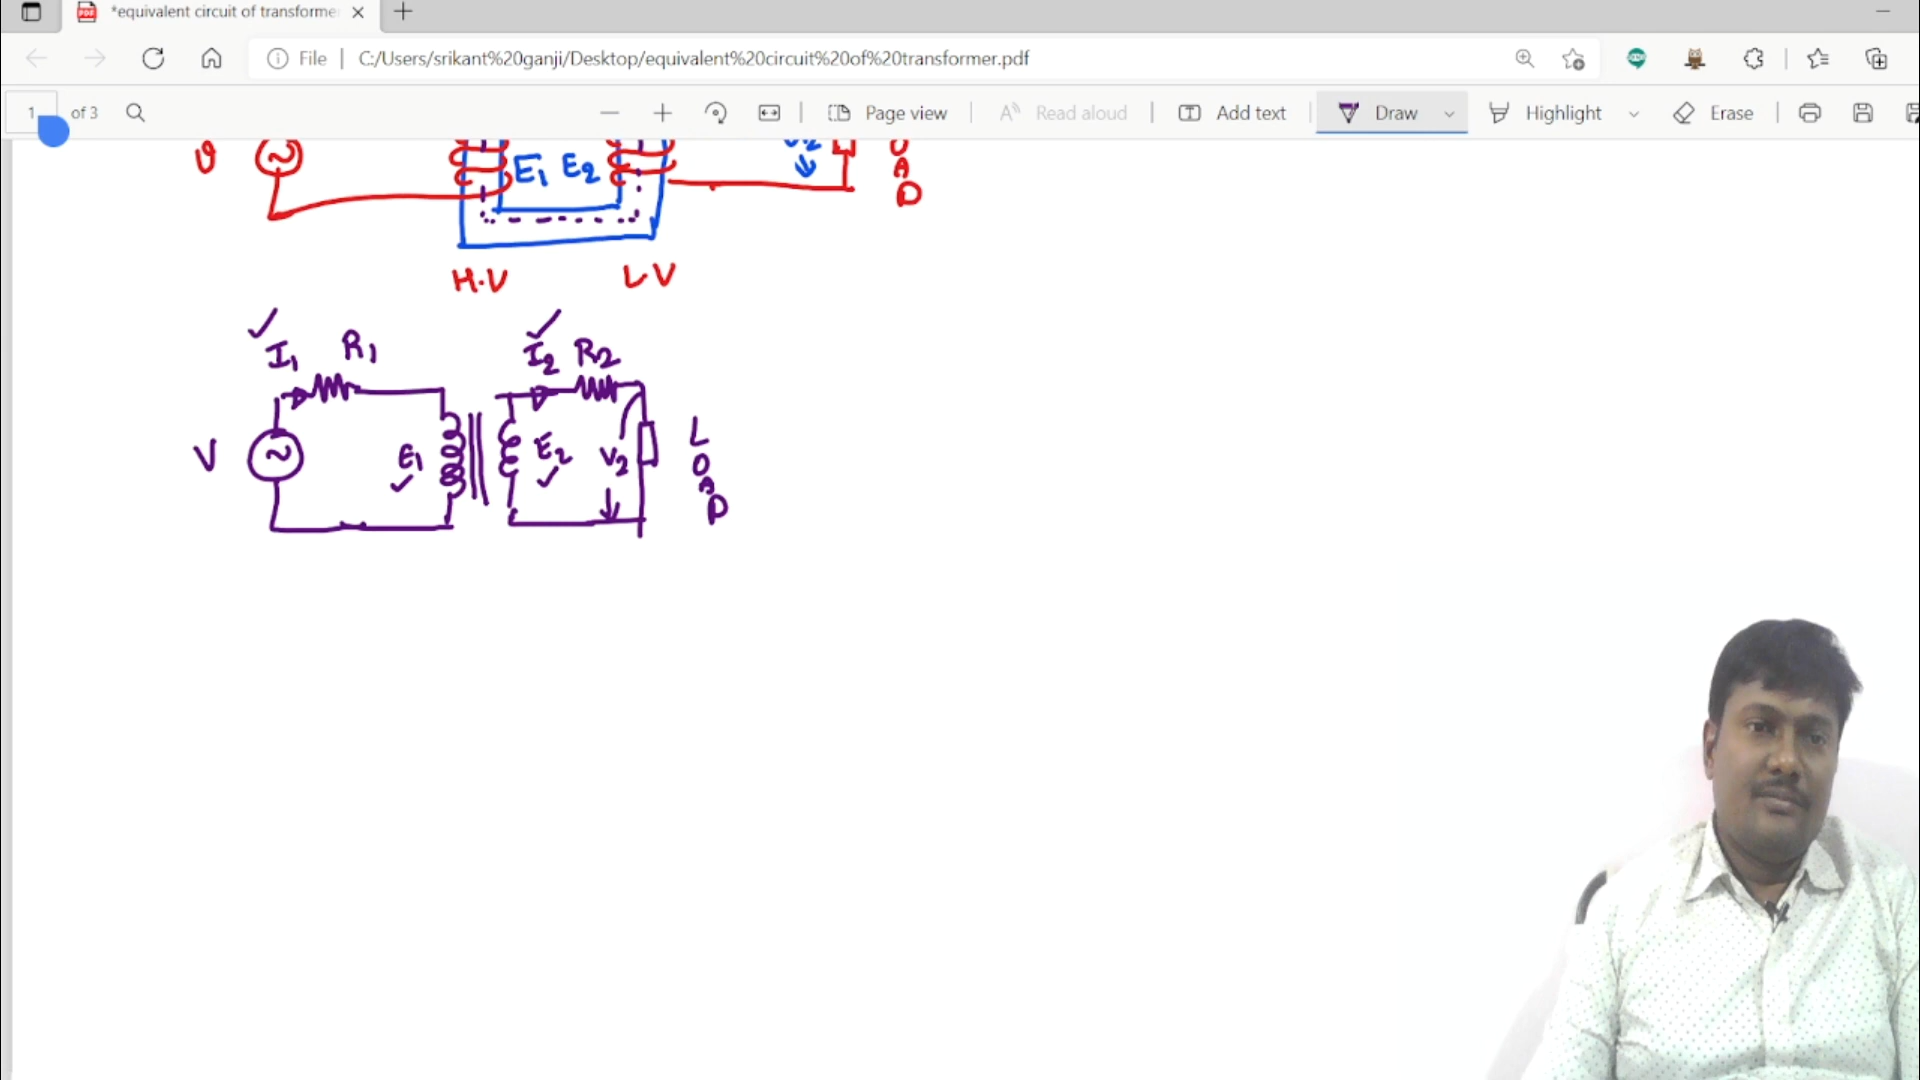 *equivalent circuit of transforme
File | C:/Users/srikant%20ganji/Desktop/equivalent%20circuit%20of%20transformer.pdf
1 of 3 Page view Read aloud Add text Draw Highlight Erase
V E1 E2 V2 O A D
H.V L.V
I1 R1 I2 R2
V E1 E2 V2 L O A D